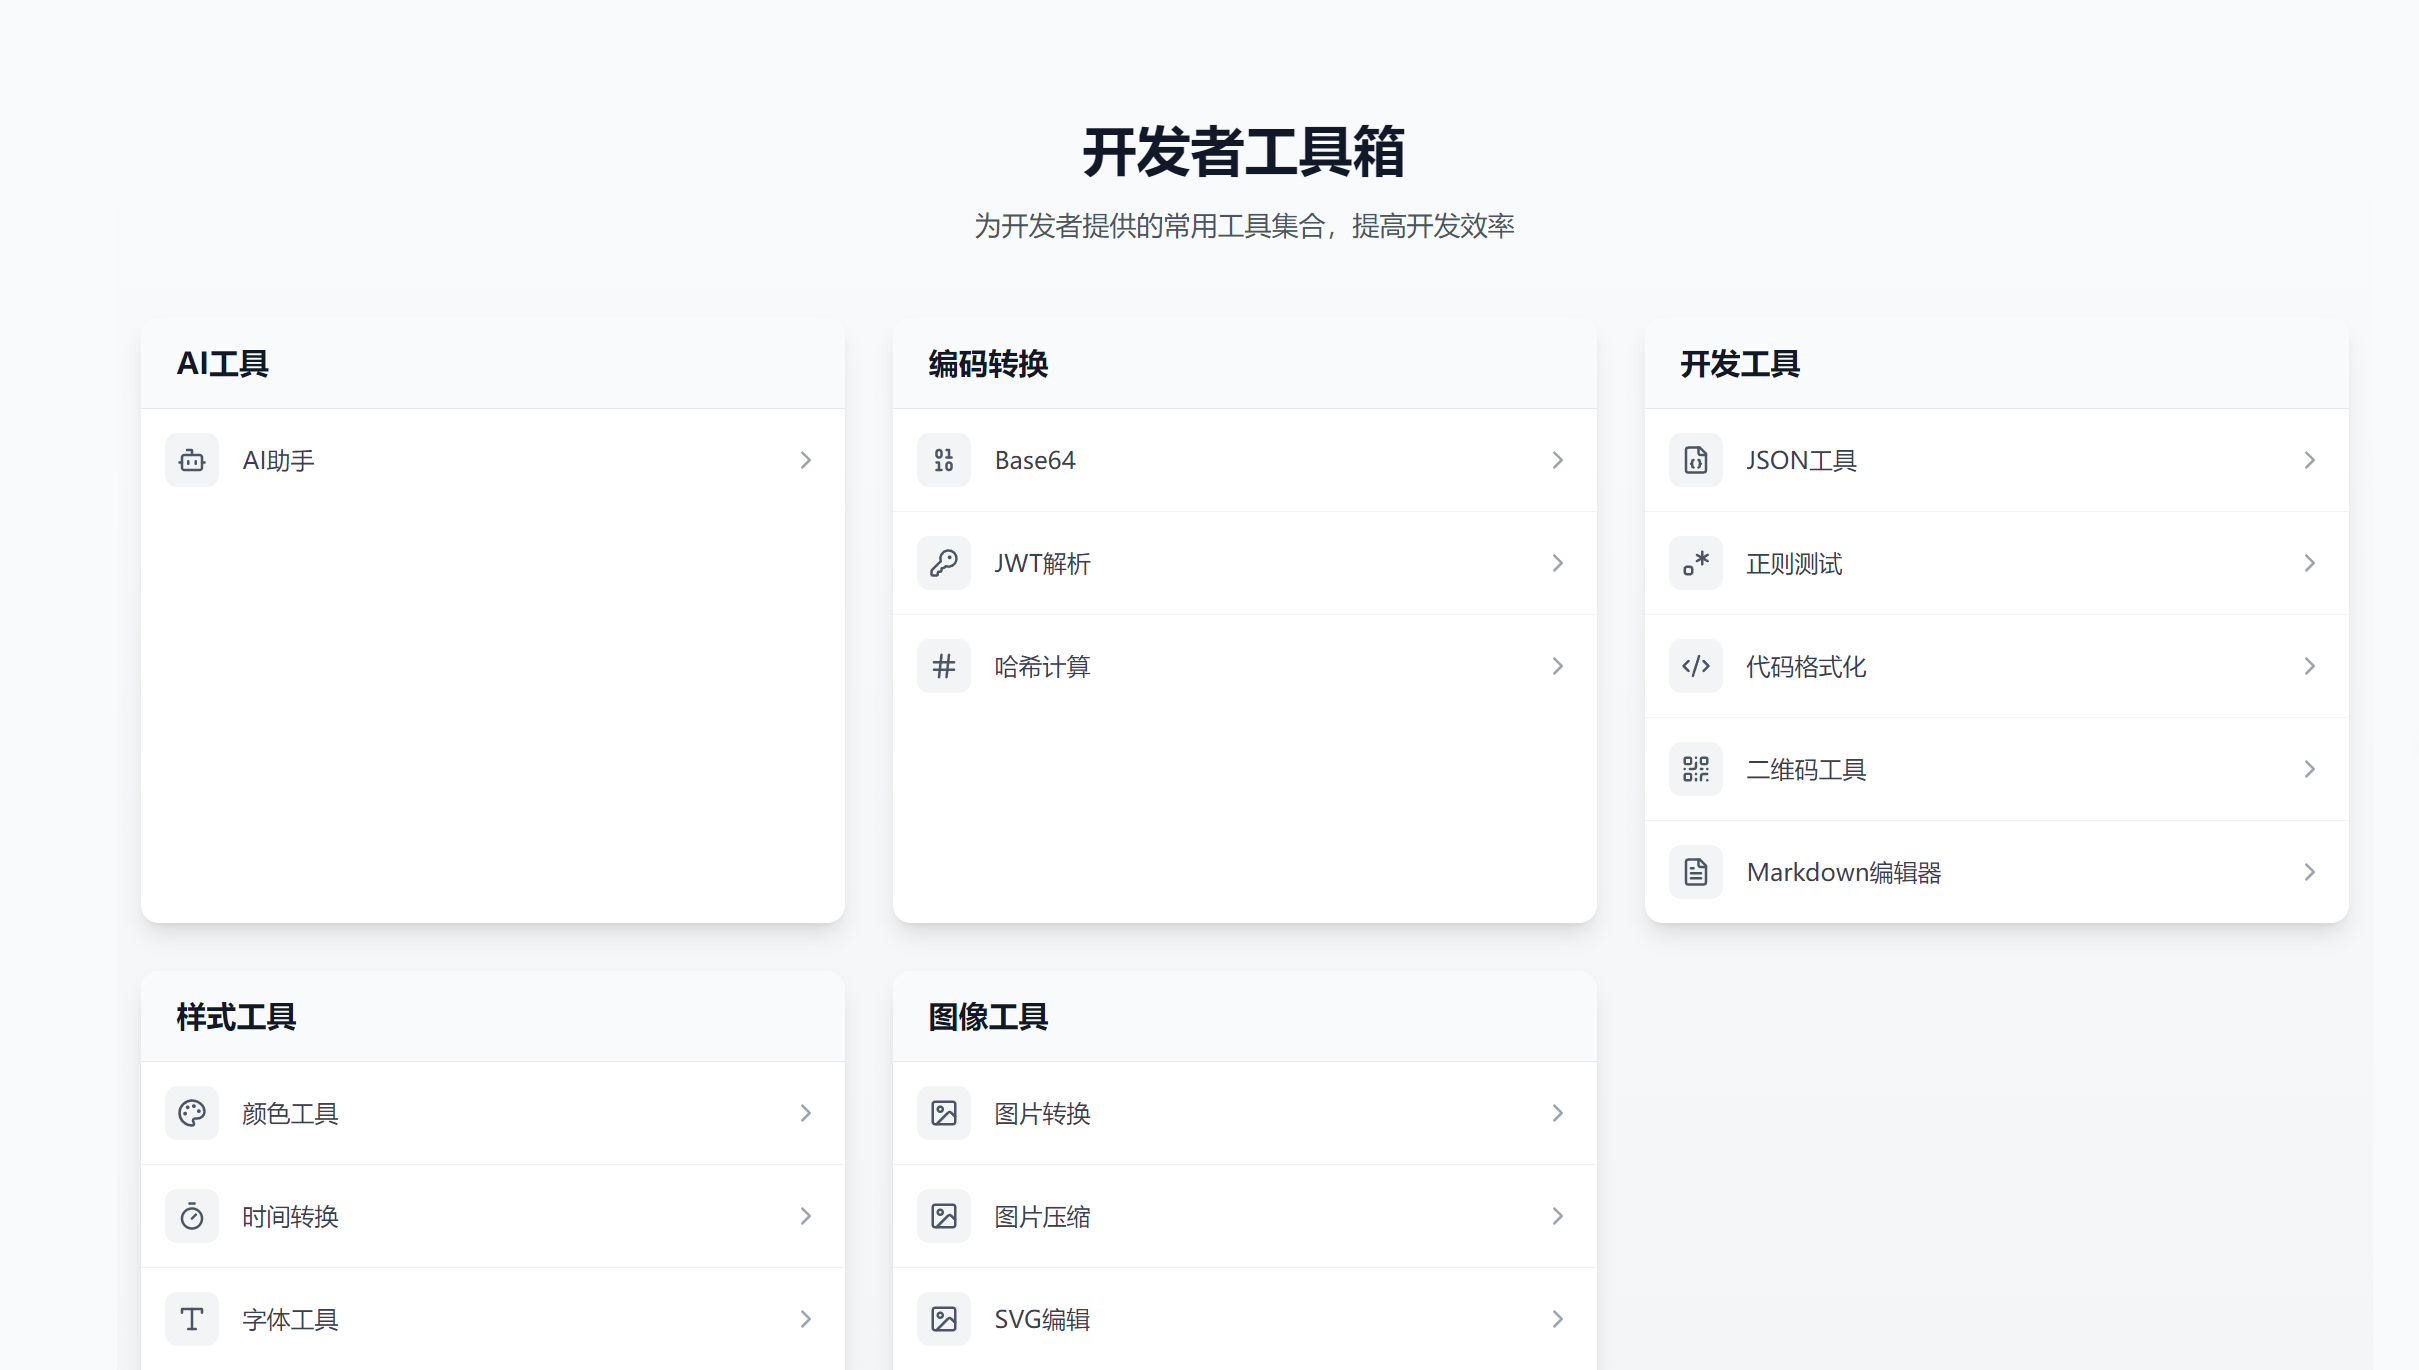 开发者工具箱
为开发者提供的常用工具集合，提高开发效率
AI工具
AI助手
编码转换
Base64
JWT解析
哈希计算
开发工具
JSON工具
正则测试
代码格式化
二维码工具
Markdown编辑器
样式工具
颜色工具
时间转换
字体工具
图像工具
图片转换
图片压缩
SVG编辑